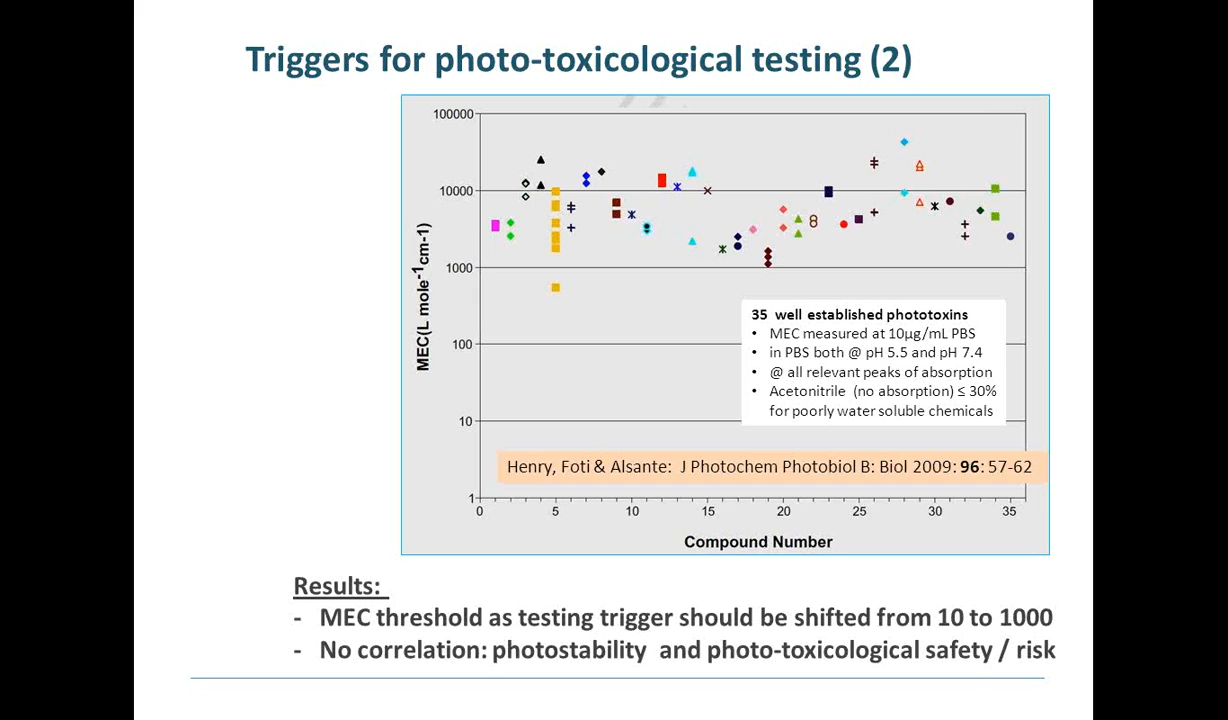 Triggers for photo-toxicological testing (2)
100000
10000
1000
100
10
1
MEC(L mole⁻¹cm-1)
35 well established phototoxins
• MEC measured at 10µg/mL PBS
• in PBS both @ pH 5.5 and pH 7.4
• @ all relevant peaks of absorption
• Acetonitrile (no absorption) ≤ 30%
for poorly water soluble chemicals
Henry, Foti & Alsante: J Photochem Photobiol B: Biol 2009: 96: 57-62
0 5 10 15 20 25 30 35
Compound Number
Results:
- MEC threshold as testing trigger should be shifted from 10 to 1000
- No correlation: photostability and photo-toxicological safety / risk